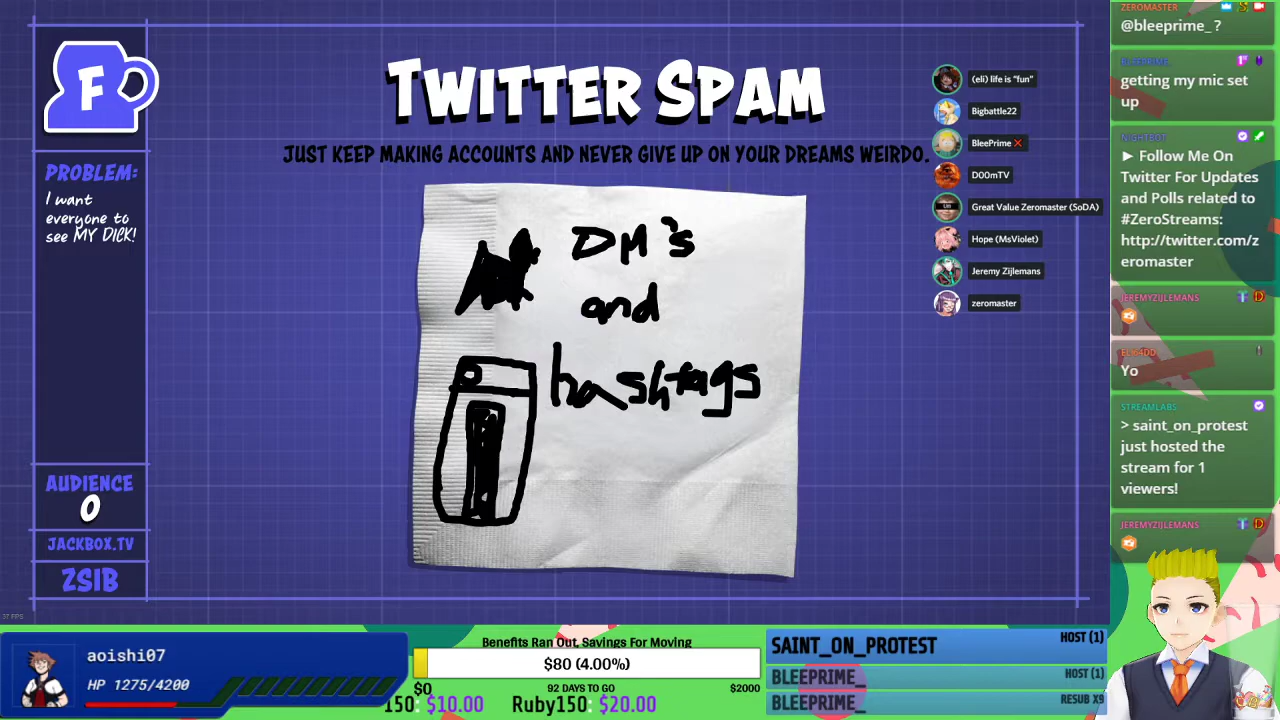 F
TWITTER SPAM
JUST KEEP MAKING ACCOUNTS AND NEVER GIVE UP ON YOUR DREAMS WEIRDO.
PROBLEM:
I want
everyone to
see MY DICK!
AUDIENCE
0
JACKBOX.TV
ZSIB
DM's
and
hashtags
(eli) life is "fun"
Bigbattle22
BleePrime
D00mTV
Great Value Zeromaster (SoDA)
Hope (MsViolet)
Jeremy Zijlemans
zeromaster
ZEROMASTER
@bleeprime_ ?
BLEEPRIME_
getting my mic set
up
NIGHTBOT
► Follow Me On
Twitter For Updates
and Polls related to
#ZeroStreams:
http://twitter.com/z
eromaster
JEREMYZIJLEMANS
Yo
STREAMLABS
> saint_on_protest
just hosted the
stream for 1
viewers!
JEREMYZIJLEMANS
37 FPS
aoishi07
HP 1275/1200
Benefits Ran Out, Savings For Moving
$80 (4.00%)
$0
92 DAYS TO GO
$2000
150: $10.00
Ruby150: $20.00
SAINT_ON_PROTEST
HOST (1)
BLEEPRIME_
HOST (1)
BLEEPRIME_
RESUB X9